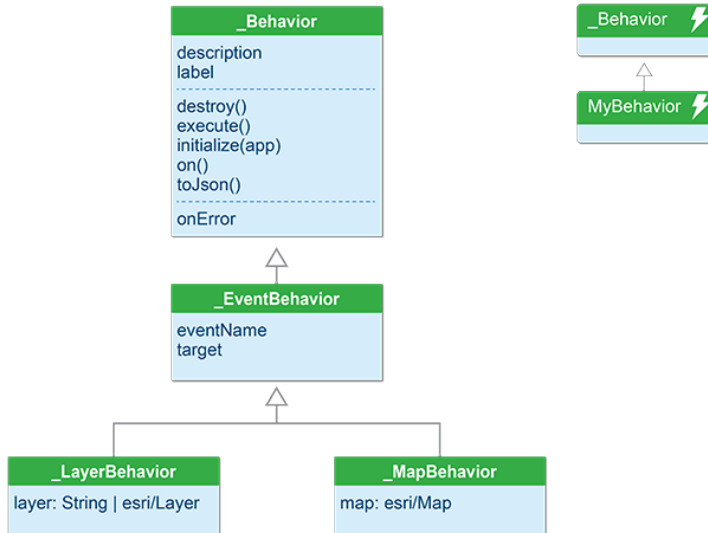 _Behavior
description
label
destroy()
execute()
initialize(app)
on()
toJson()
onError
_EventBehavior
eventName
target
_LayerBehavior
layer: String | esri/Layer
_MapBehavior
map: esri/Map
_Behavior
MyBehavior